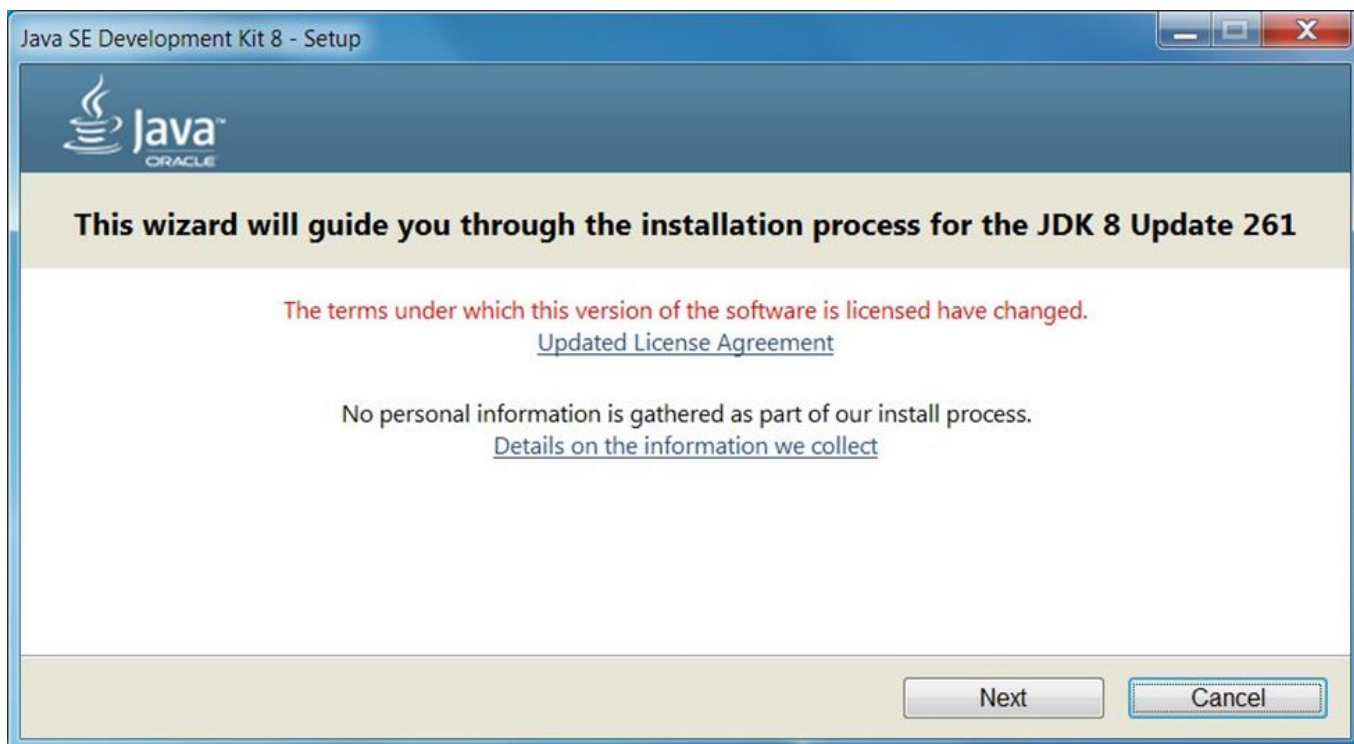 Java SE Development Kit 8 - Setup
Java™
ORACLE
This wizard will guide you through the installation process for the JDK 8 Update 261
The terms under which this version of the software is licensed have changed.
Updated License Agreement
No personal information is gathered as part of our install process.
Details on the information we collect
Next Cancel